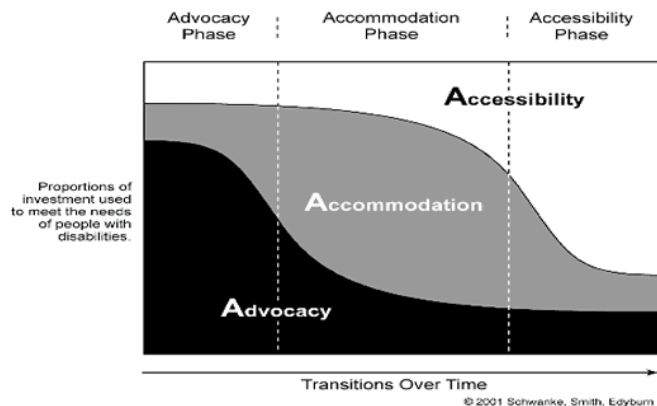 Advocacy Phase
Accommodation Phase
Accessibility Phase
Accessibility
Proportions of
investment used
to meet the needs
of people with
disabilities.
Accommodation
Advocacy
Transitions Over Time
© 2001 Schwanke, Smith, Edyburn